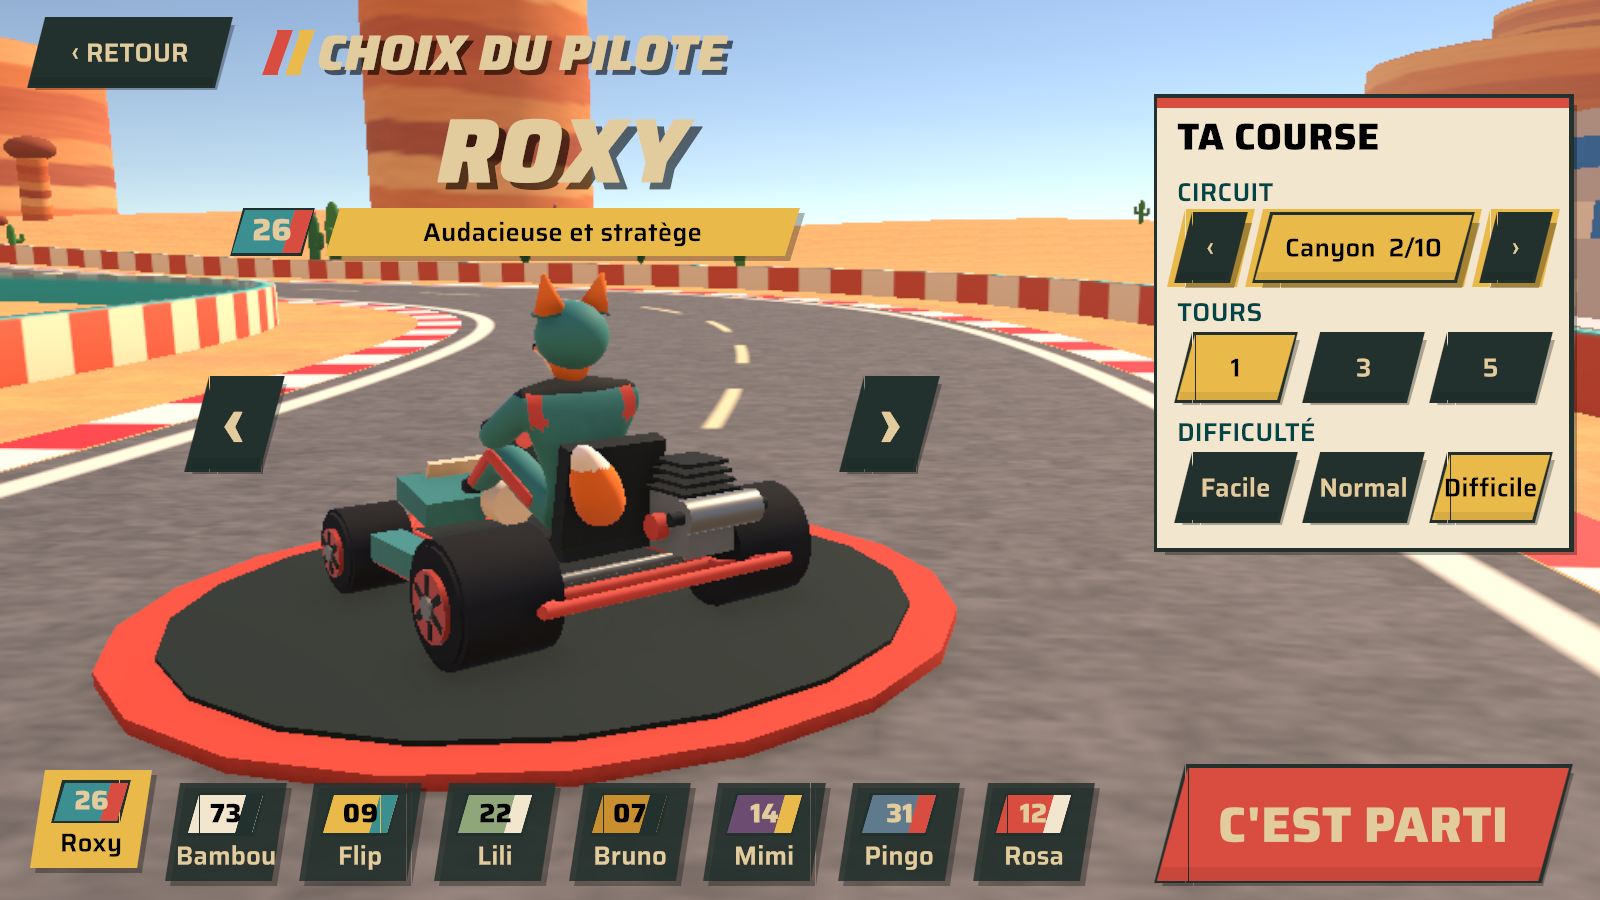 ‹ RETOUR
CHOIX DU PILOTE
ROXY
26
Audacieuse et stratège
TA COURSE
CIRCUIT
‹
Canyon 2/10
›
TOURS
1
3
5
DIFFICULTÉ
Facile
Normal
Difficile
‹
›
26
Roxy
73
Bambou
09
Flip
22
Lili
07
Bruno
14
Mimi
31
Pingo
12
Rosa
C'EST PARTI